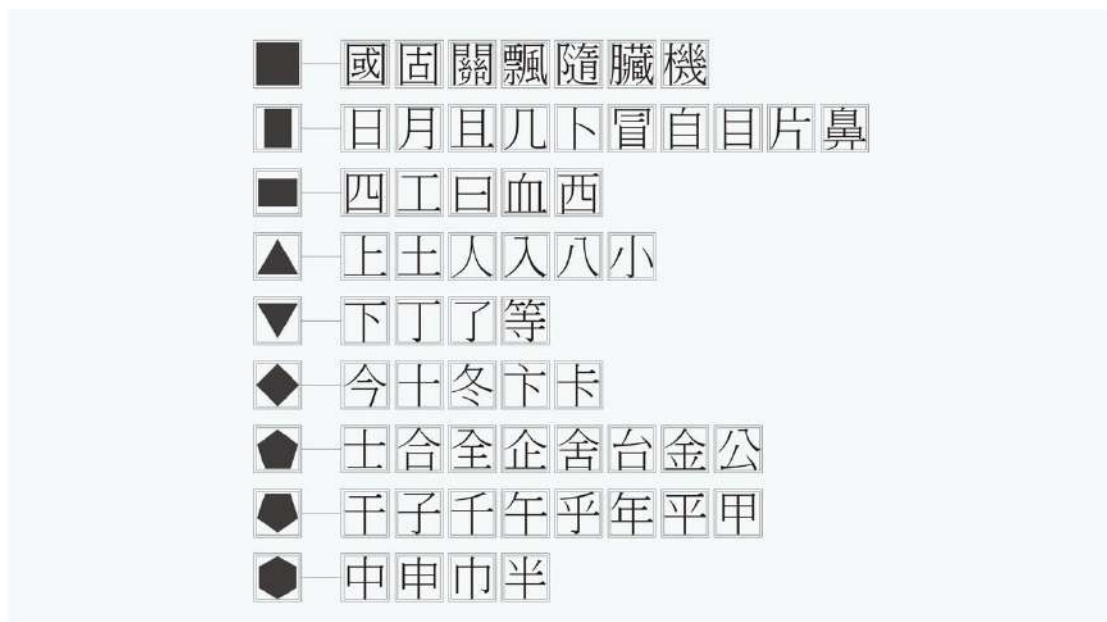 國固關飄隨臟機
日月且几卜冒自目片鼻
四工曰血西
上土人入八小
下丁了等
今十冬卞卡
士合全企舍台金公
干子千午乎年平甲
中申巾半